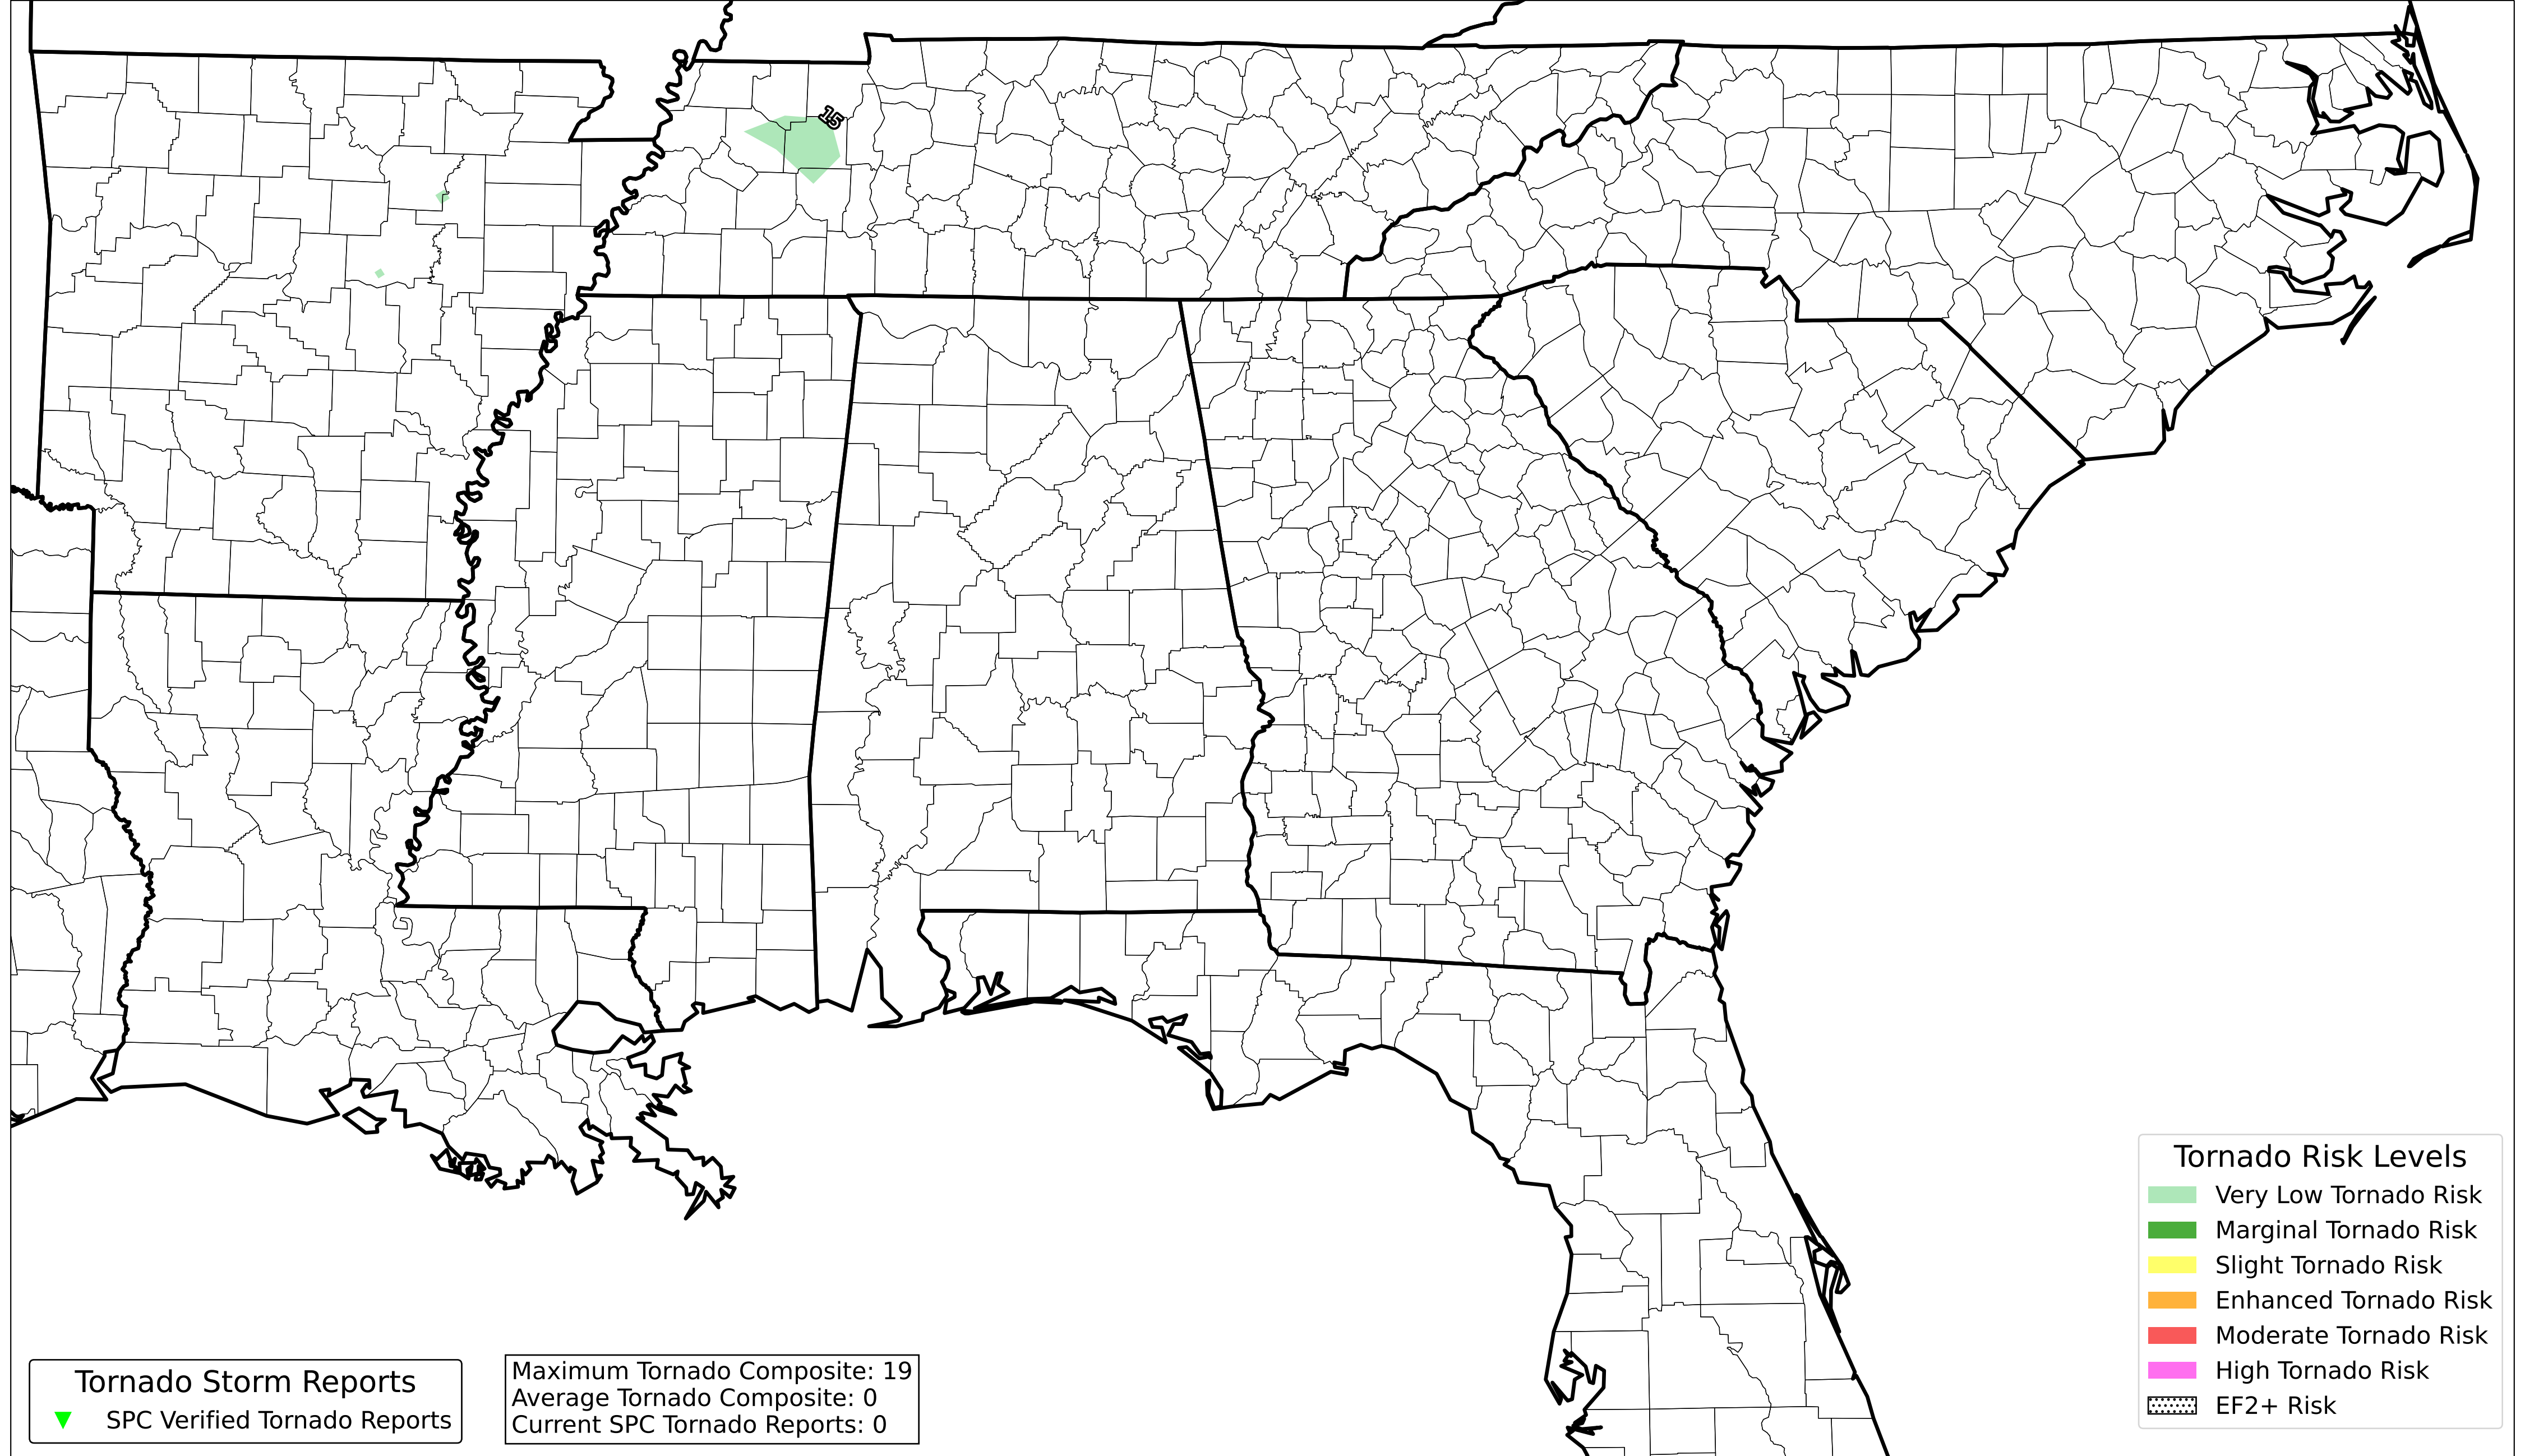 15
Tornado Risk Levels
Very Low Tornado Risk
Marginal Tornado Risk
Slight Tornado Risk
Enhanced Tornado Risk
Moderate Tornado Risk
High Tornado Risk
EF2+ Risk
Tornado Storm Reports
SPC Verified Tornado Reports
Maximum Tornado Composite: 19
Average Tornado Composite: 0
Current SPC Tornado Reports: 0